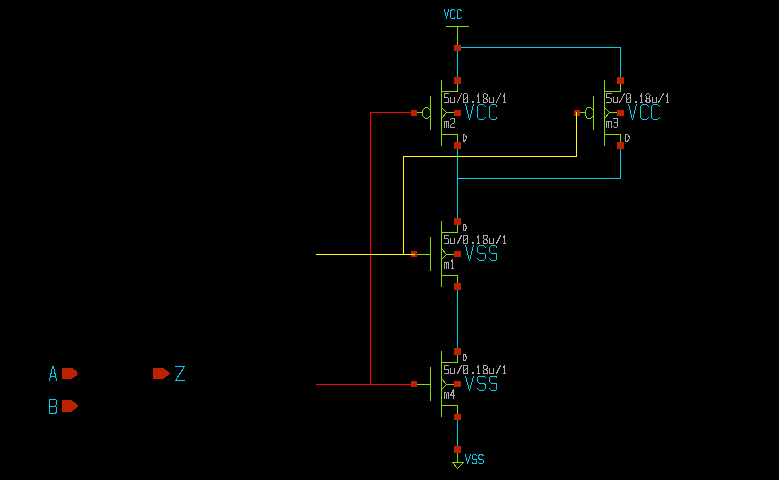 VCC
5u/0.18u/1
VCC
m2
D
5u/0.18u/1
VCC
m3
D
D
5u/0.18u/1
VSS
m1
D
5u/0.18u/1
VSS
m4
A
Z
B
VSS